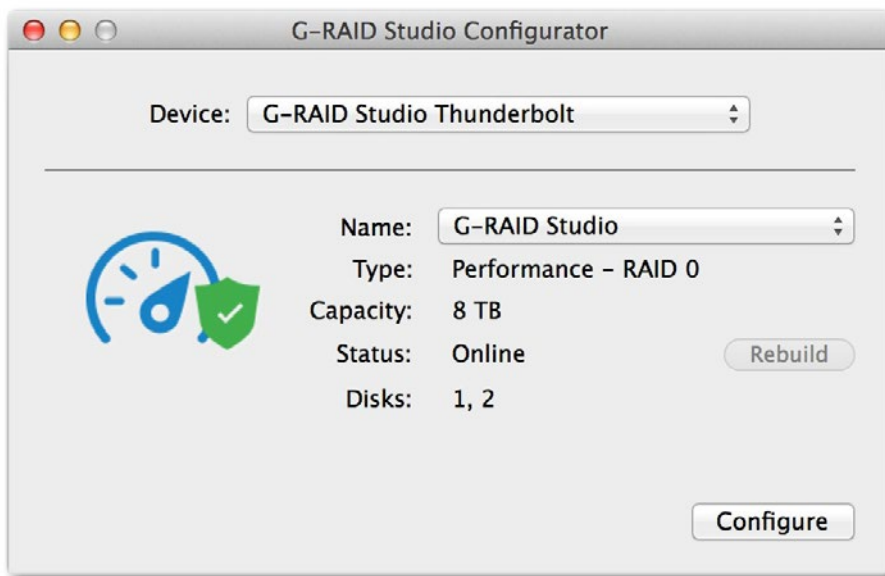 G-RAID Studio Configurator
Device: G-RAID Studio Thunderbolt
Name: G-RAID Studio
Type: Performance - RAID 0
Capacity: 8 TB
Status: Online Rebuild
Disks: 1, 2
Configure